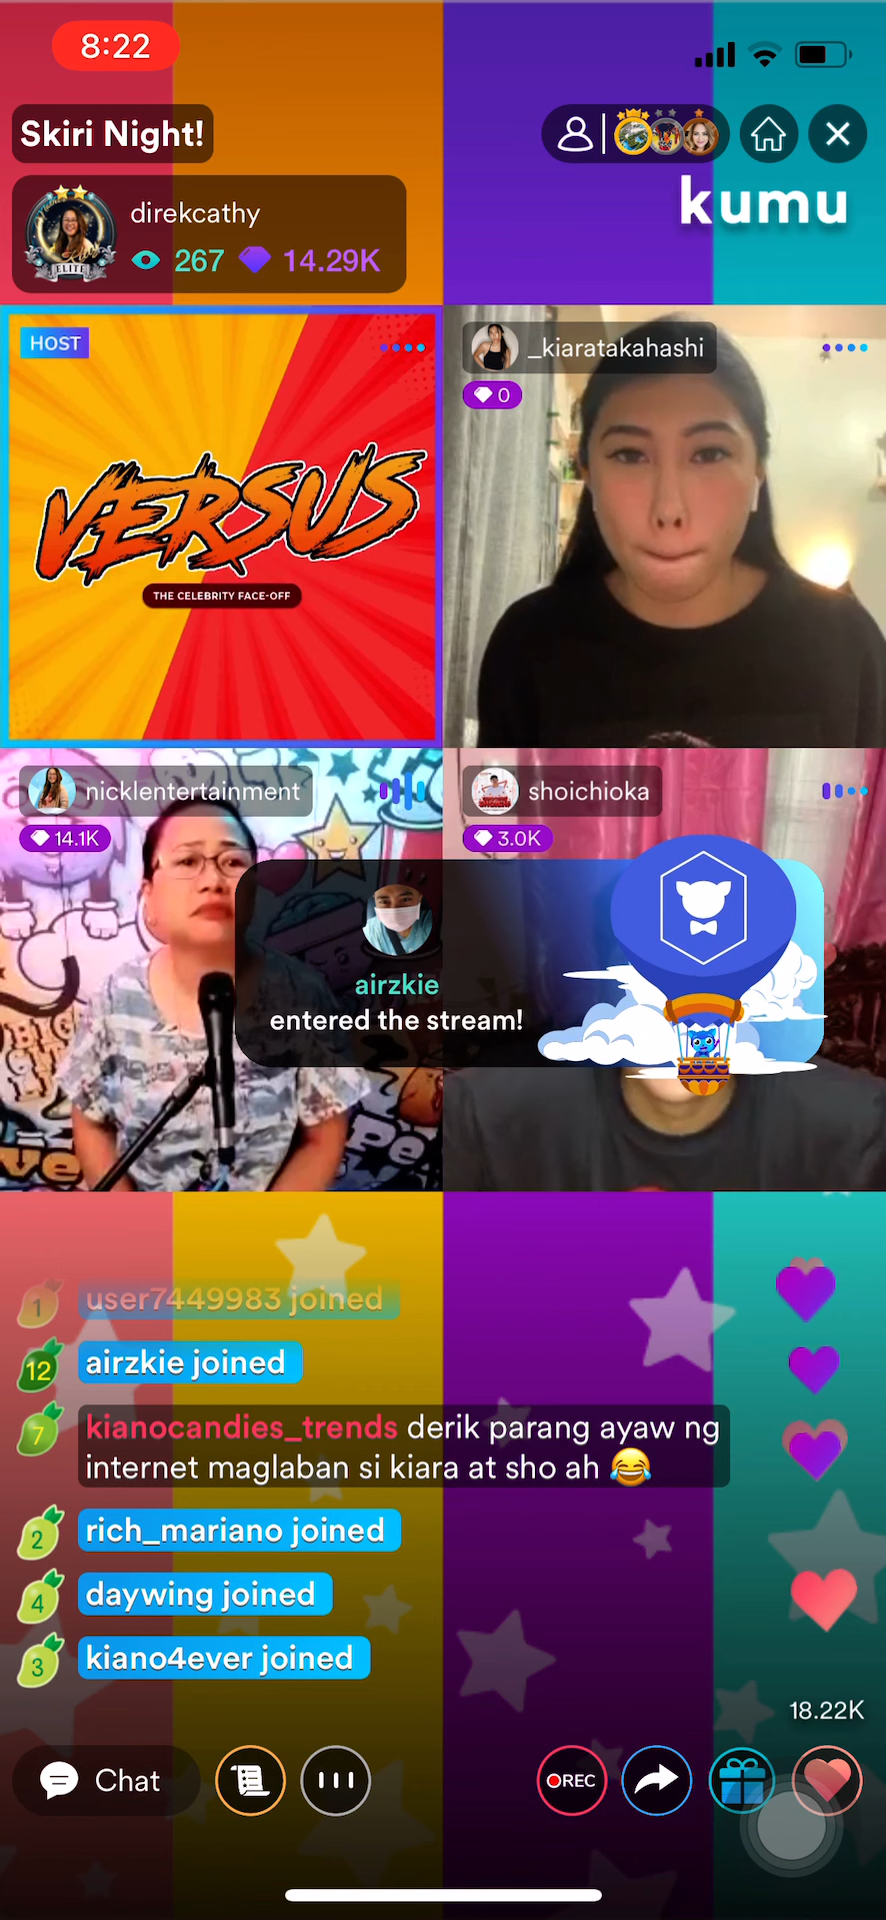 8:22
Skiri Night!
direkcathy
267 14.29K
ELITE
kumu
HOST
VERSUS
THE CELEBRITY FACE-OFF
_kiaratakahashi
0
nicklentertainment
14.1K
shoichioka
3.0K
airzkie
entered the stream!
1 user7449983 joined
12 airzkie joined
7 kianocandies_trends derik parang ayaw ng
internet maglaban si kiara at sho ah 😂
2 rich_mariano joined
4 daywing joined
3 kiano4ever joined
18.22K
Chat
REC